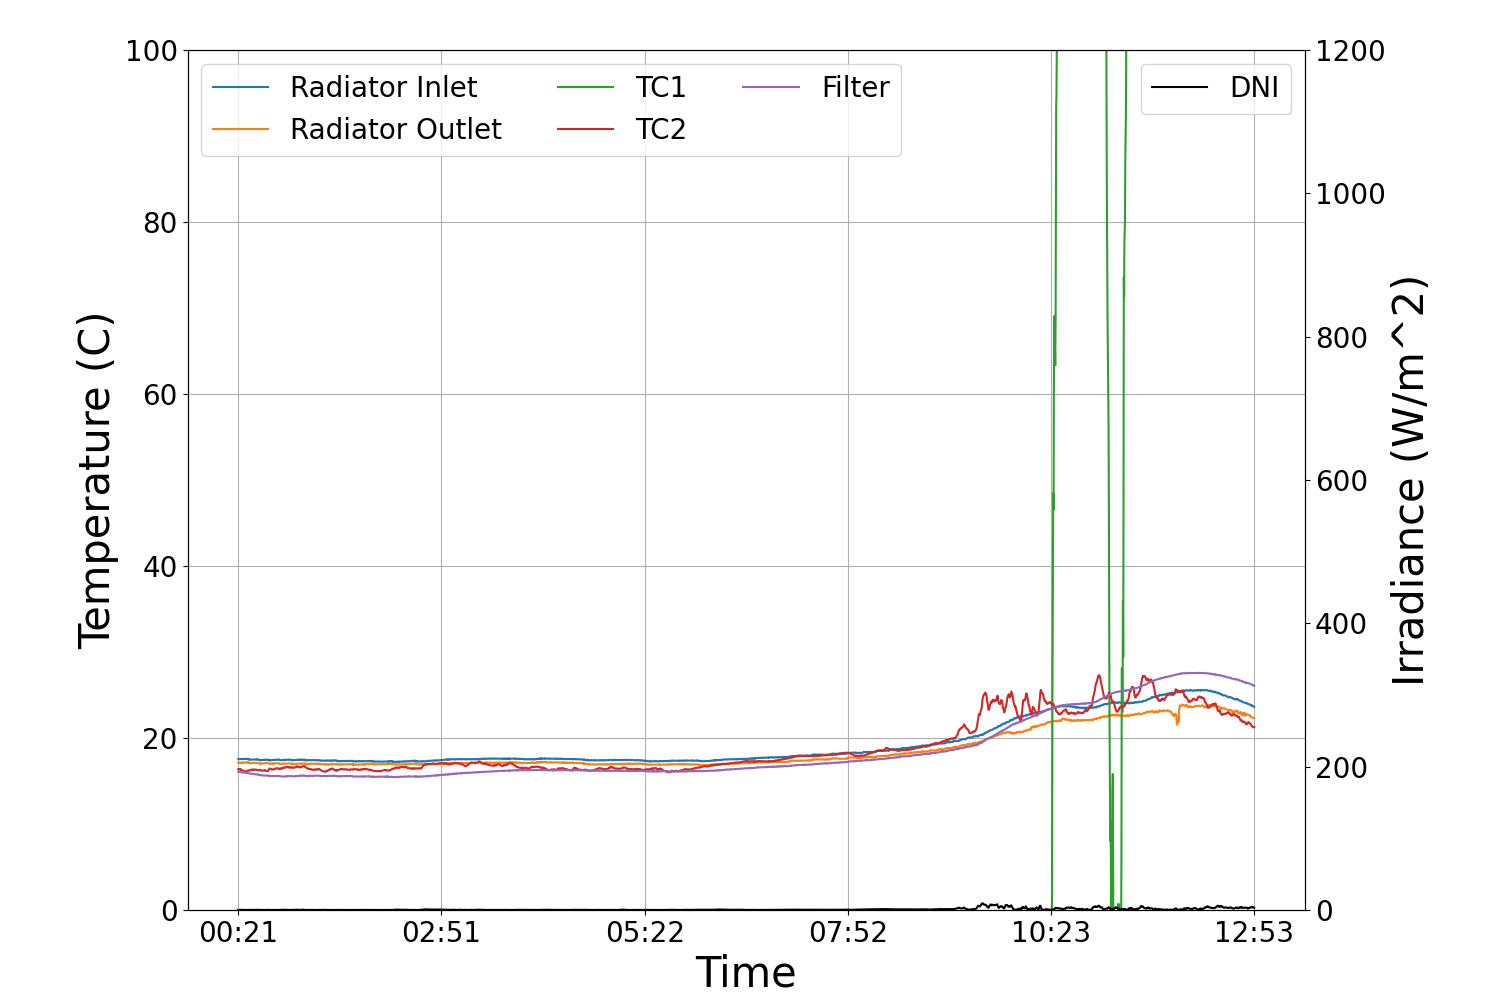 100
80
60
40
20
0
Temperature (C)
Radiator Inlet
Radiator Outlet
TC1
TC2
Filter
DNI
1200
1000
800
600
400
200
0
Irradiance (W/m^2)
00:21 02:51 05:22 07:52 10:23 12:53
Time